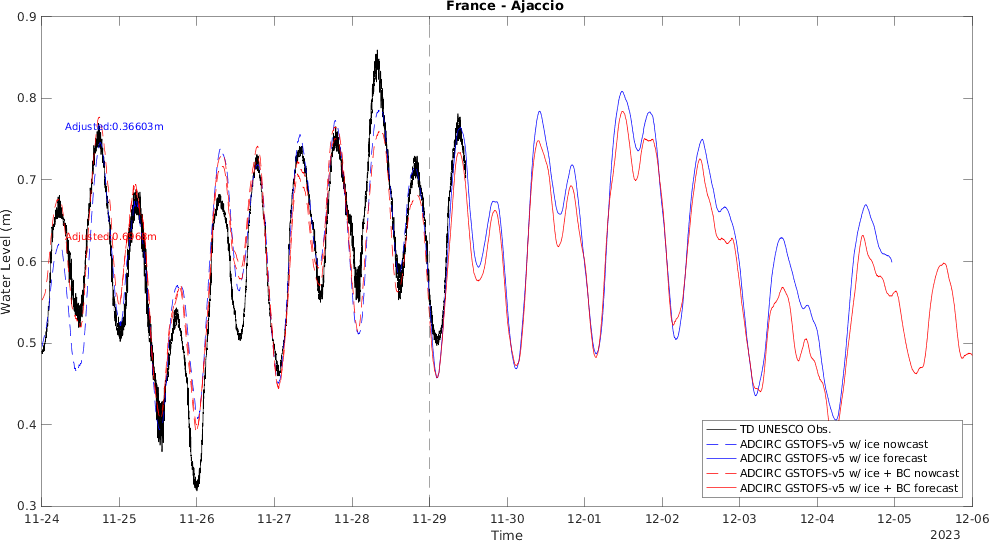 France - Ajaccio
0.9
0.8
0.7
0.6
0.5
0.4
0.3
Water Level (m)
Adjusted:0.36603m
TD UNESCO Obs.
ADCIRC GSTOFS-v5 w/ ice nowcast
ADCIRC GSTOFS-v5 w/ ice forecast
ADCIRC GSTOFS-v5 w/ ice + BC nowcast
ADCIRC GSTOFS-v5 w/ ice + BC forecast
11-24 11-25 11-26 11-27 11-28 11-29 11-30 12-01 12-02 12-03 12-04 12-05 12-06
Time
2023